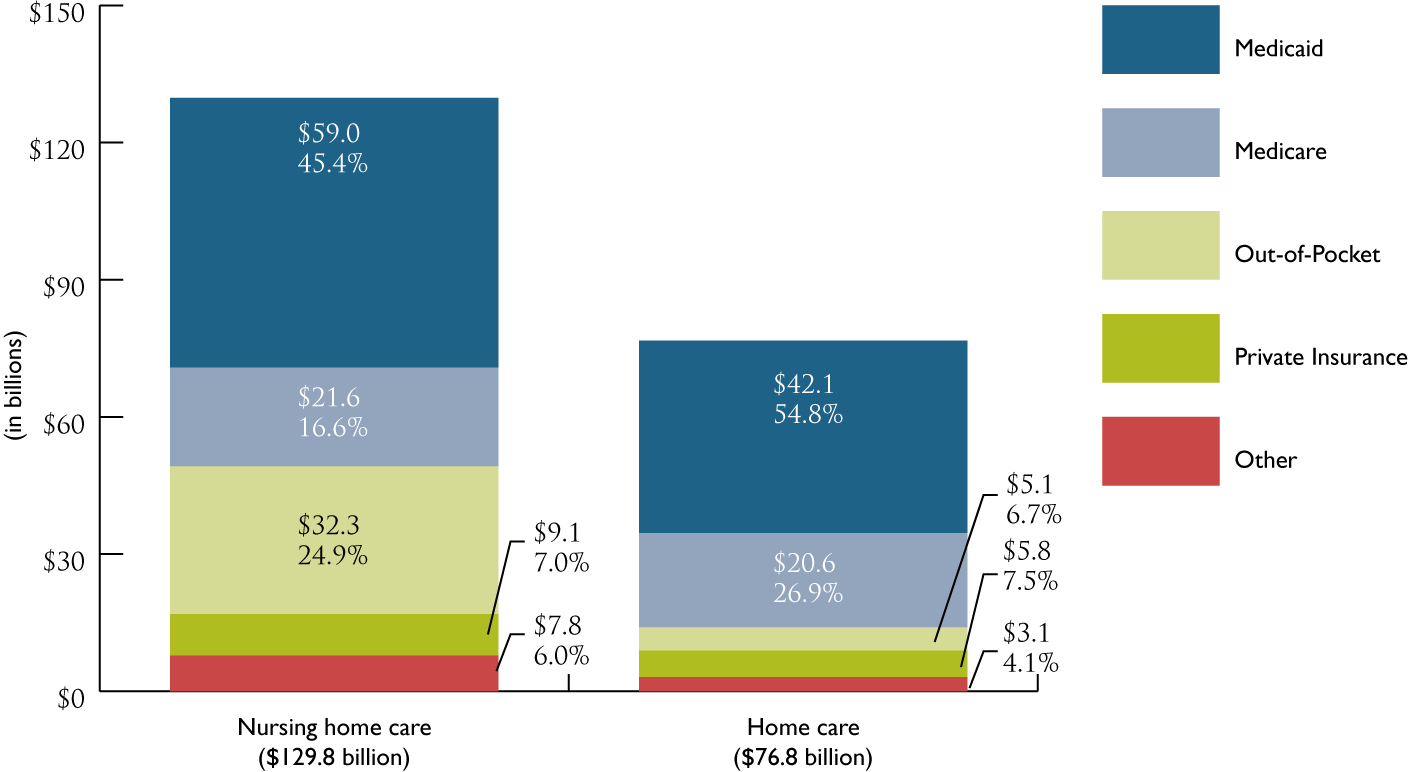 $150
$120
$90
$60
$30
$0
(in billions)
$59.0
45.4%
$21.6
16.6%
$32.3
24.9%
$9.1
7.0%
$7.8
6.0%
$42.1
54.8%
$20.6
26.9%
$5.1
6.7%
$5.8
7.5%
$3.1
4.1%
Nursing home care
($129.8 billion)
Home care
($76.8 billion)
Medicaid
Medicare
Out-of-Pocket
Private Insurance
Other